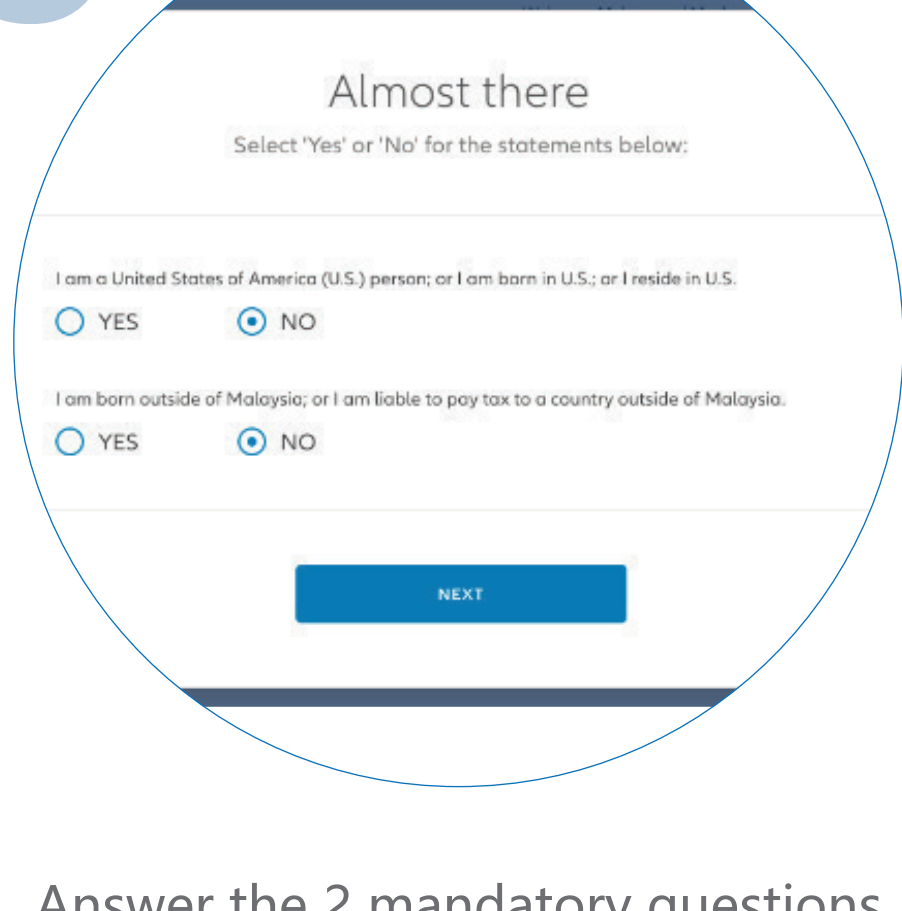 Almost there
Select 'Yes' or 'No' for the statements below:
I am a United States of America (U.S.) person; or I am born in U.S.; or I reside in U.S.
YES NO
I am born outside of Malaysia; or I am liable to pay tax to a country outside of Malaysia.
YES NO
NEXT
Answer the 2 mandatory questions